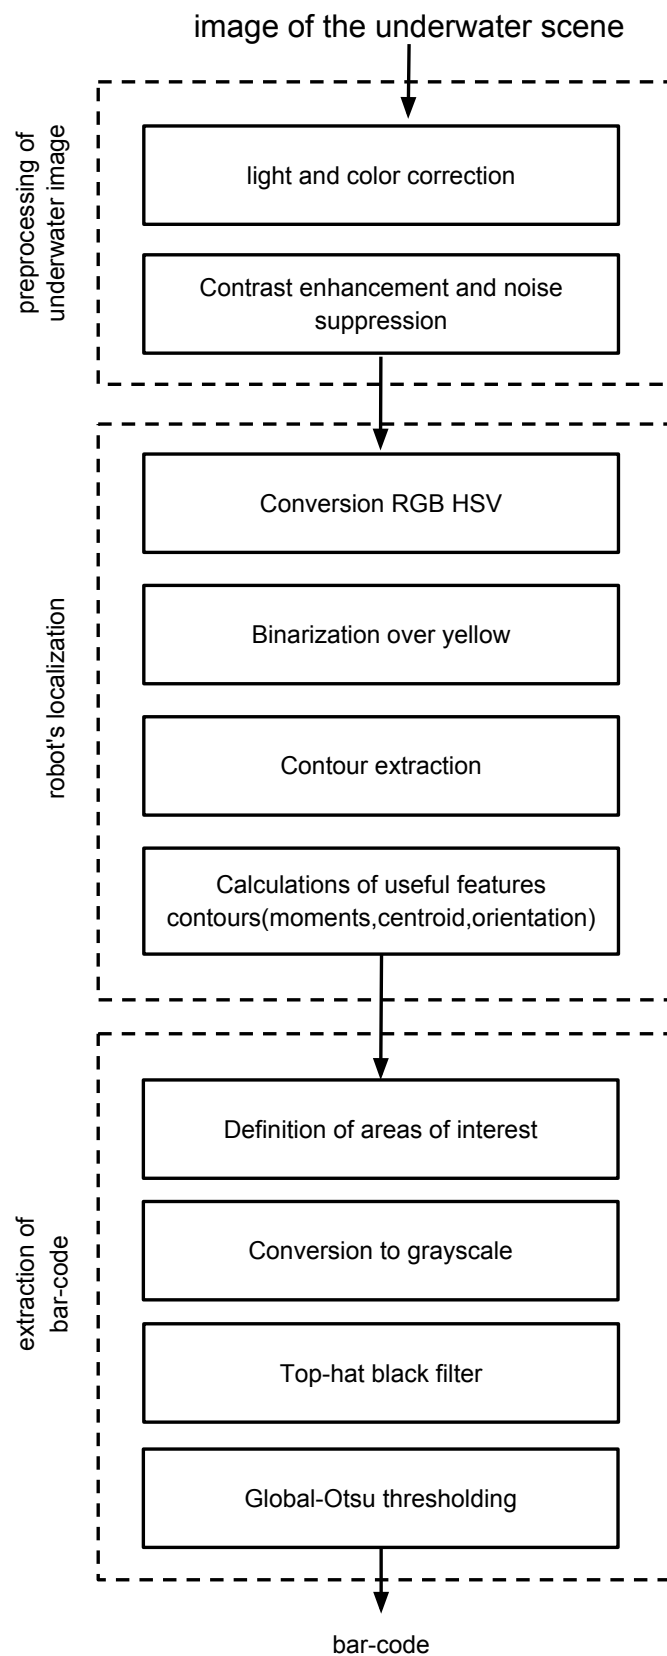 image of the underwater scene
preprocessing of
underwater image
light and color correction
Contrast enhancement and noise
suppression
robot's localization
Conversion RGB HSV
Binarization over yellow
Contour extraction
Calculations of useful features
contours(moments,centroid,orientation)
extraction of
bar-code
Definition of areas of interest
Conversion to grayscale
Top-hat black filter
Global-Otsu thresholding
bar-code